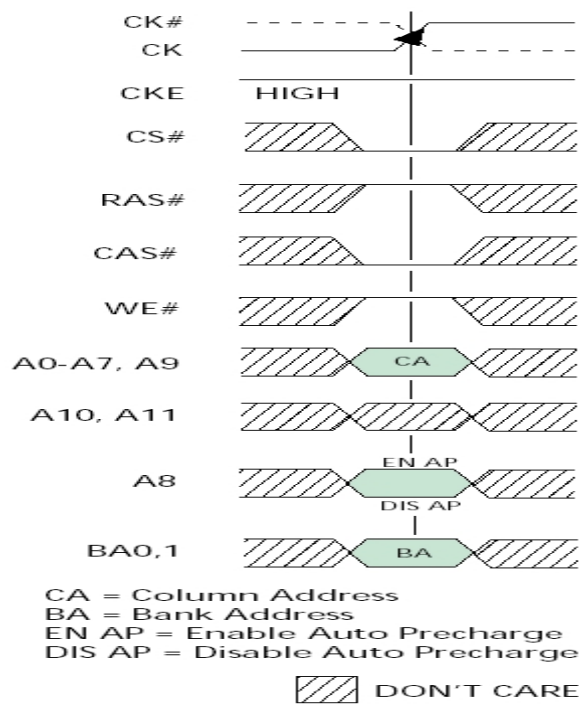 CK#
CK
CKE HIGH
CS#
RAS#
CAS#
WE#
A0-A7, A9 CA
A10, A11
EN AP
A8
DIS AP
BA0,1 BA
CA = Column Address
BA = Bank Address
EN AP = Enable Auto Precharge
DIS AP = Disable Auto Precharge
DON'T CARE